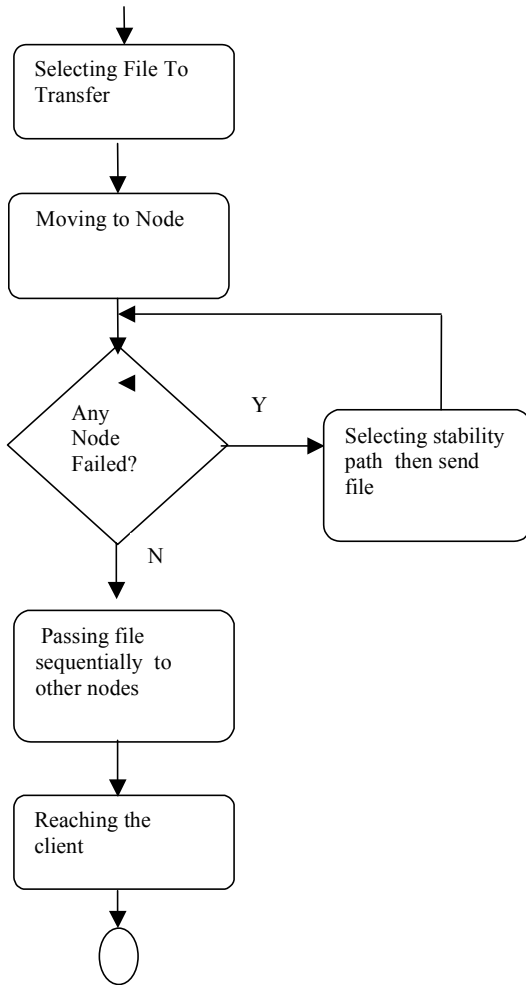 Selecting File To
Transfer
Moving to Node
Any
Node
Failed?
Y
Selecting stability
path then send
file
N
Passing file
sequentially to
other nodes
Reaching the
client